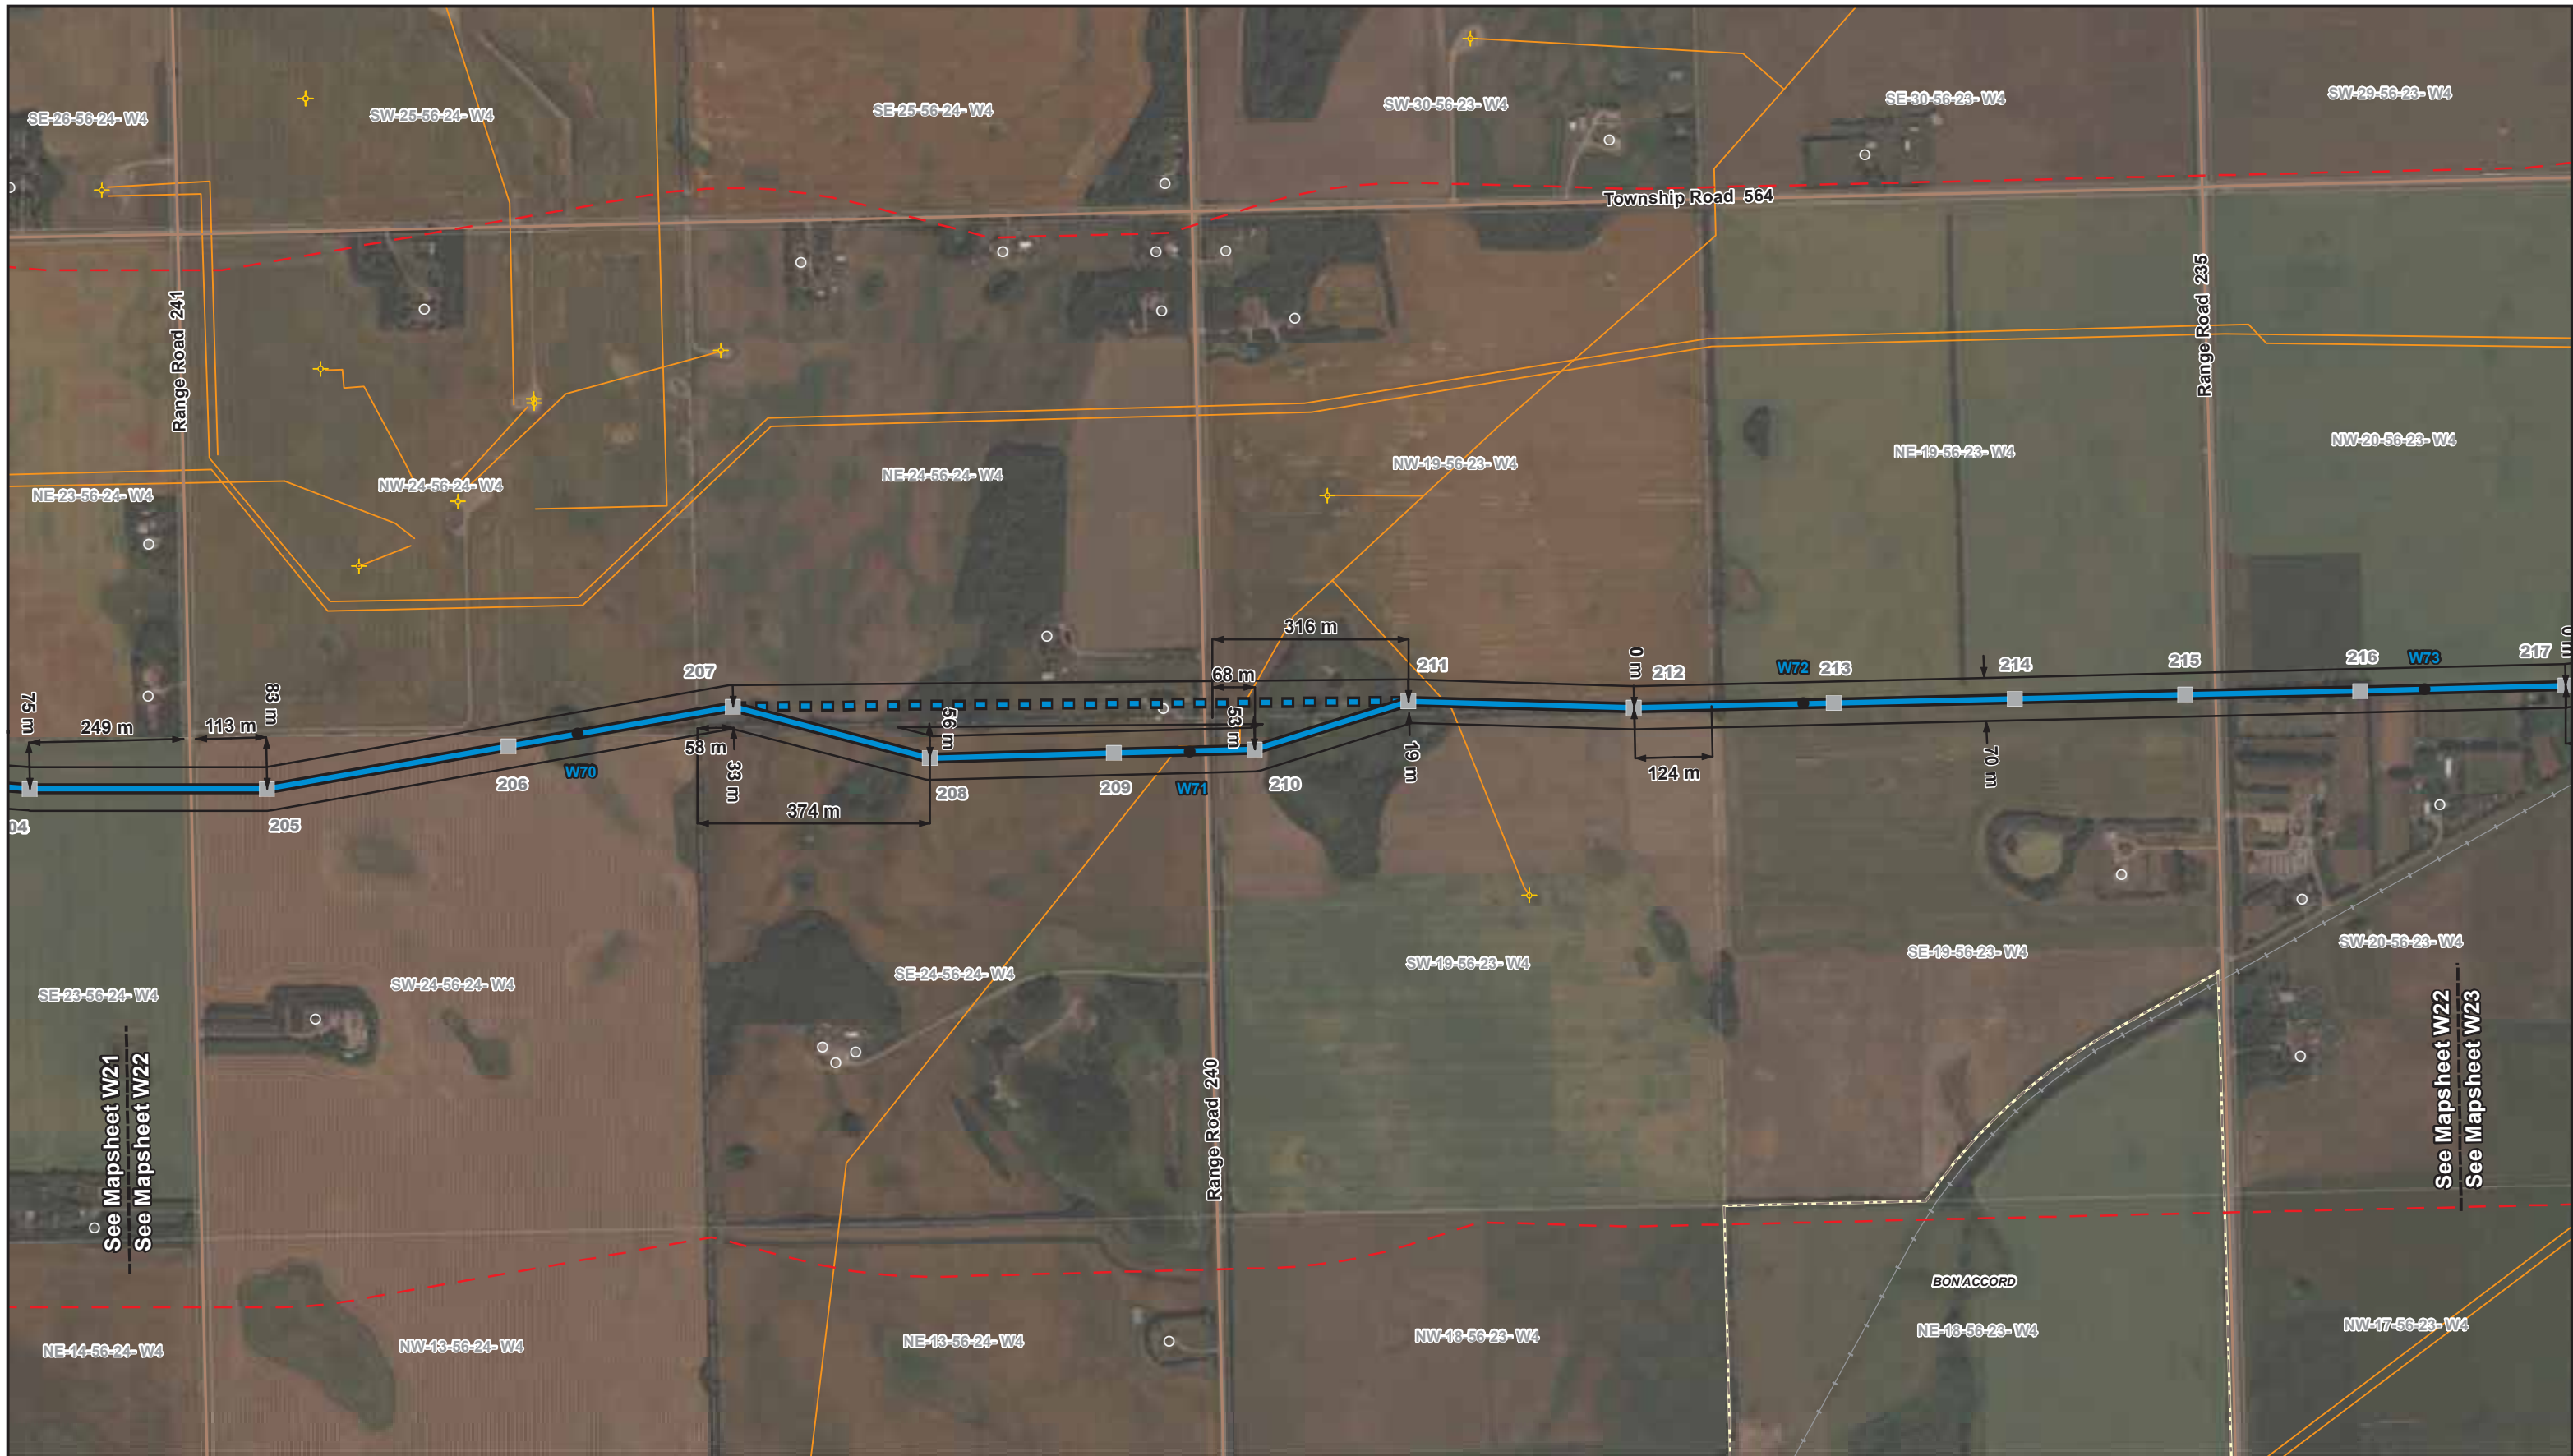 SE-26-56-24- W4
SW-25-56-24- W4
SE-25-56-24- W4
SW-30-56-23- W4
SE-30-56-23- W4
SW-29-56-23- W4
Township Road 564
Range Road 241
Range Road 235
NE-23-56-24- W4
NW-24-56-24- W4
NE-24-56-24- W4
NW-19-56-23- W4
NE-19-56-23- W4
NW-20-56-23- W4
316 m
68 m
207
211
0 m
212
W72
213
214
215
216
W73
217
0 m
75 m
249 m
113 m
83 m
58 m
33 m
56 m
53 m
19 m
124 m
70 m
04
205
206
W70
374 m
208
209
W71
210
SE-23-56-24- W4
SW-24-56-24- W4
SE-24-56-24- W4
SW-19-56-23- W4
SE-19-56-23- W4
SW-20-56-23- W4
See Mapsheet W21
See Mapsheet W22
Range Road 240
See Mapsheet W22
See Mapsheet W23
BON ACCORD
NE-14-56-24- W4
NW-13-56-24- W4
NE-13-56-24- W4
NW-18-56-23- W4
NE-18-56-23- W4
NW-17-56-23- W4